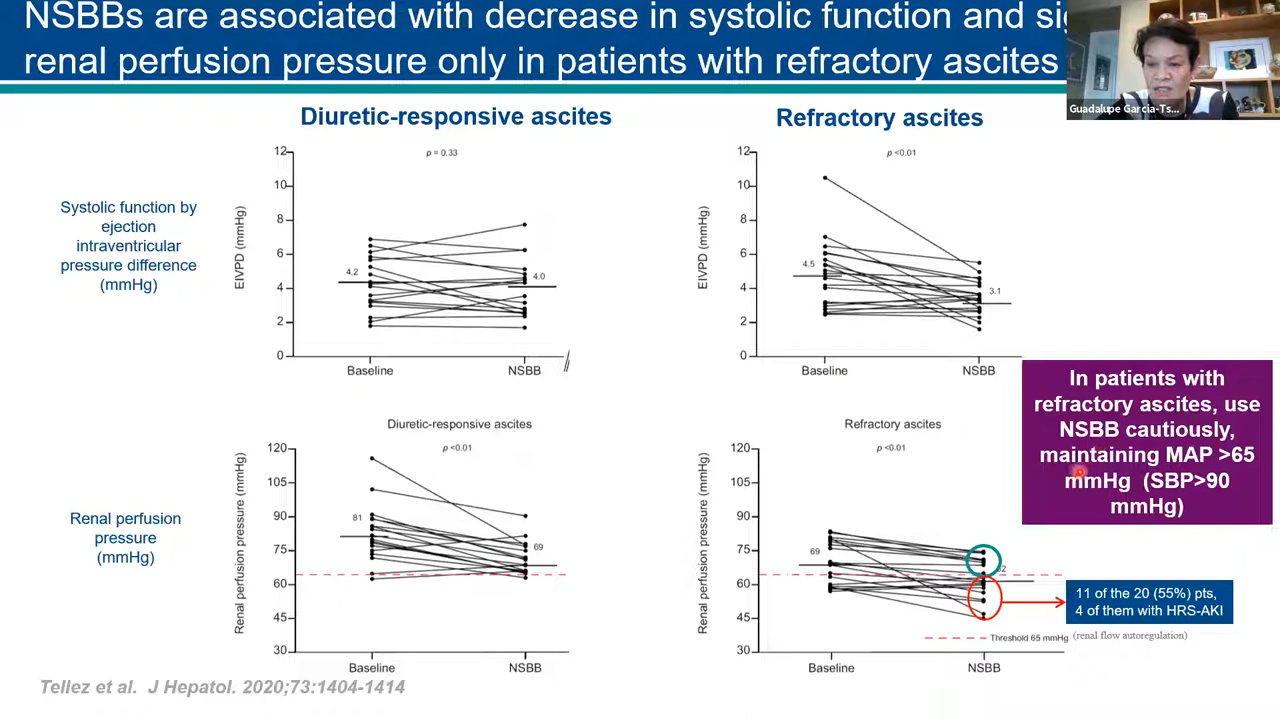 NSBBs are associated with decrease in systolic function and
renal perfusion pressure only in patients with refractory ascites
Guadalupe Garcia-Ts...
Diuretic-responsive ascites
Refractory ascites
Systolic function by
ejection
intraventricular
pressure difference
(mmHg)
EIVPD (mmHg)
12
10
8
6
4
2
0
p = 0.33
4.2
4.0
Baseline
NSBB
EIVPD (mmHg)
12
10
8
6
4
2
0
p <0.01
4.5
3.1
Baseline
NSBB
In patients with
refractory ascites, use
NSBB cautiously,
maintaining MAP >65
mmHg (SBP>90
mmHg)
Renal perfusion
pressure
(mmHg)
Diuretic-responsive ascites
p <0.01
Renal perfusion pressure (mmHg)
120
105
90
75
60
45
30
81
69
Baseline
NSBB
Refractory ascites
p <0.01
Renal perfusion pressure (mmHg)
120
105
90
75
60
45
30
69
Baseline
NSBB
11 of the 20 (55%) pts,
4 of them with HRS-AKI
Threshold 65 mmHg
(renal flow autoregulation)
Tellez et al. J Hepatol. 2020;73:1404-1414